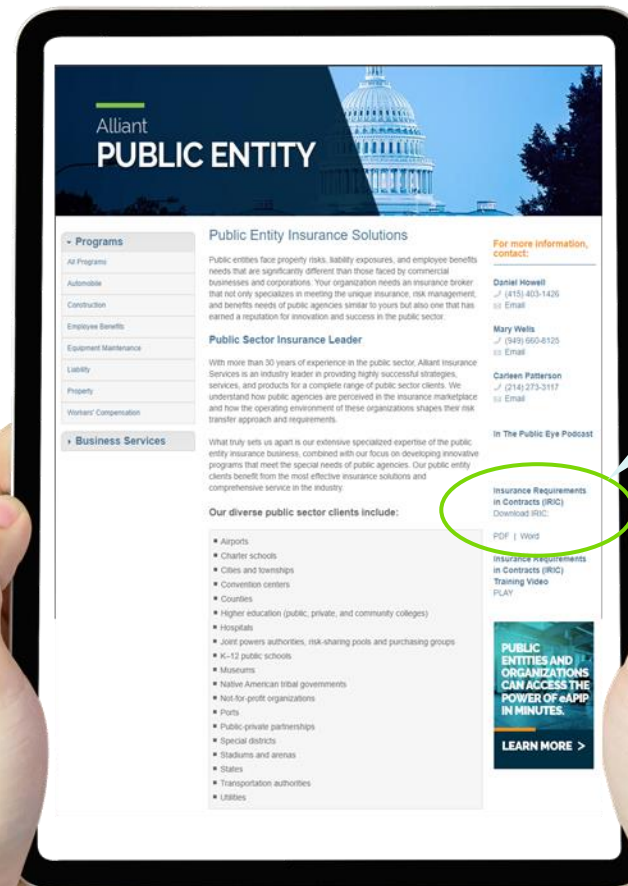 Alliant
PUBLIC ENTITY
- Programs
All Programs
Automobile
Construction
Employee Benefits
Equipment Maintenance
Liability
Property
Workers' Compensation
› Business Services
Public Entity Insurance Solutions
Public entities face property risks, liability exposures, and employee benefits
needs that are significantly different than those faced by commercial
businesses and corporations. Your organization needs an insurance broker
that not only specializes in meeting the unique insurance, risk management,
and benefits needs of public agencies similar to yours but also one that has
earned a reputation for innovation and success in the public sector.
Public Sector Insurance Leader
With more than 30 years of experience in the public sector, Alliant Insurance
Services is an industry leader in providing highly successful strategies,
services, and products for a complete range of public sector clients. We
understand how public agencies are perceived in the insurance marketplace
and how the operating environment of these organizations shapes their risk
transfer approach and requirements.
What truly sets us apart is our extensive specialized expertise of the public
entity insurance business, combined with our focus on developing innovative
programs that meet the special needs of public agencies. Our public entity
clients benefit from the most effective insurance solutions and
comprehensive service in the industry.
Our diverse public sector clients include:
■ Airports
■ Charter schools
■ Cities and townships
■ Convention centers
■ Counties
■ Higher education (public, private, and community colleges)
■ Hospitals
■ Joint powers authorities, risk-sharing pools and purchasing groups
■ K–12 public schools
■ Museums
■ Native American tribal governments
■ Not-for-profit organizations
■ Ports
■ Public-private partnerships
■ Special districts
■ Stadiums and arenas
■ States
■ Transportation authorities
■ Utilities
For more information,
contact:
Daniel Howell
(415) 403-1426
Email
Mary Wells
(949) 660-8125
Email
Carleen Patterson
(214) 273-3117
Email
In The Public Eye Podcast
Insurance Requirements
in Contracts (IRIC)
Download IRIC:
PDF | Word
Insurance Requirements
in Contracts (IRIC)
Training Video
PLAY
PUBLIC
ENTITIES AND
ORGANIZATIONS
CAN ACCESS THE
POWER OF eAPIP
IN MINUTES.
LEARN MORE >